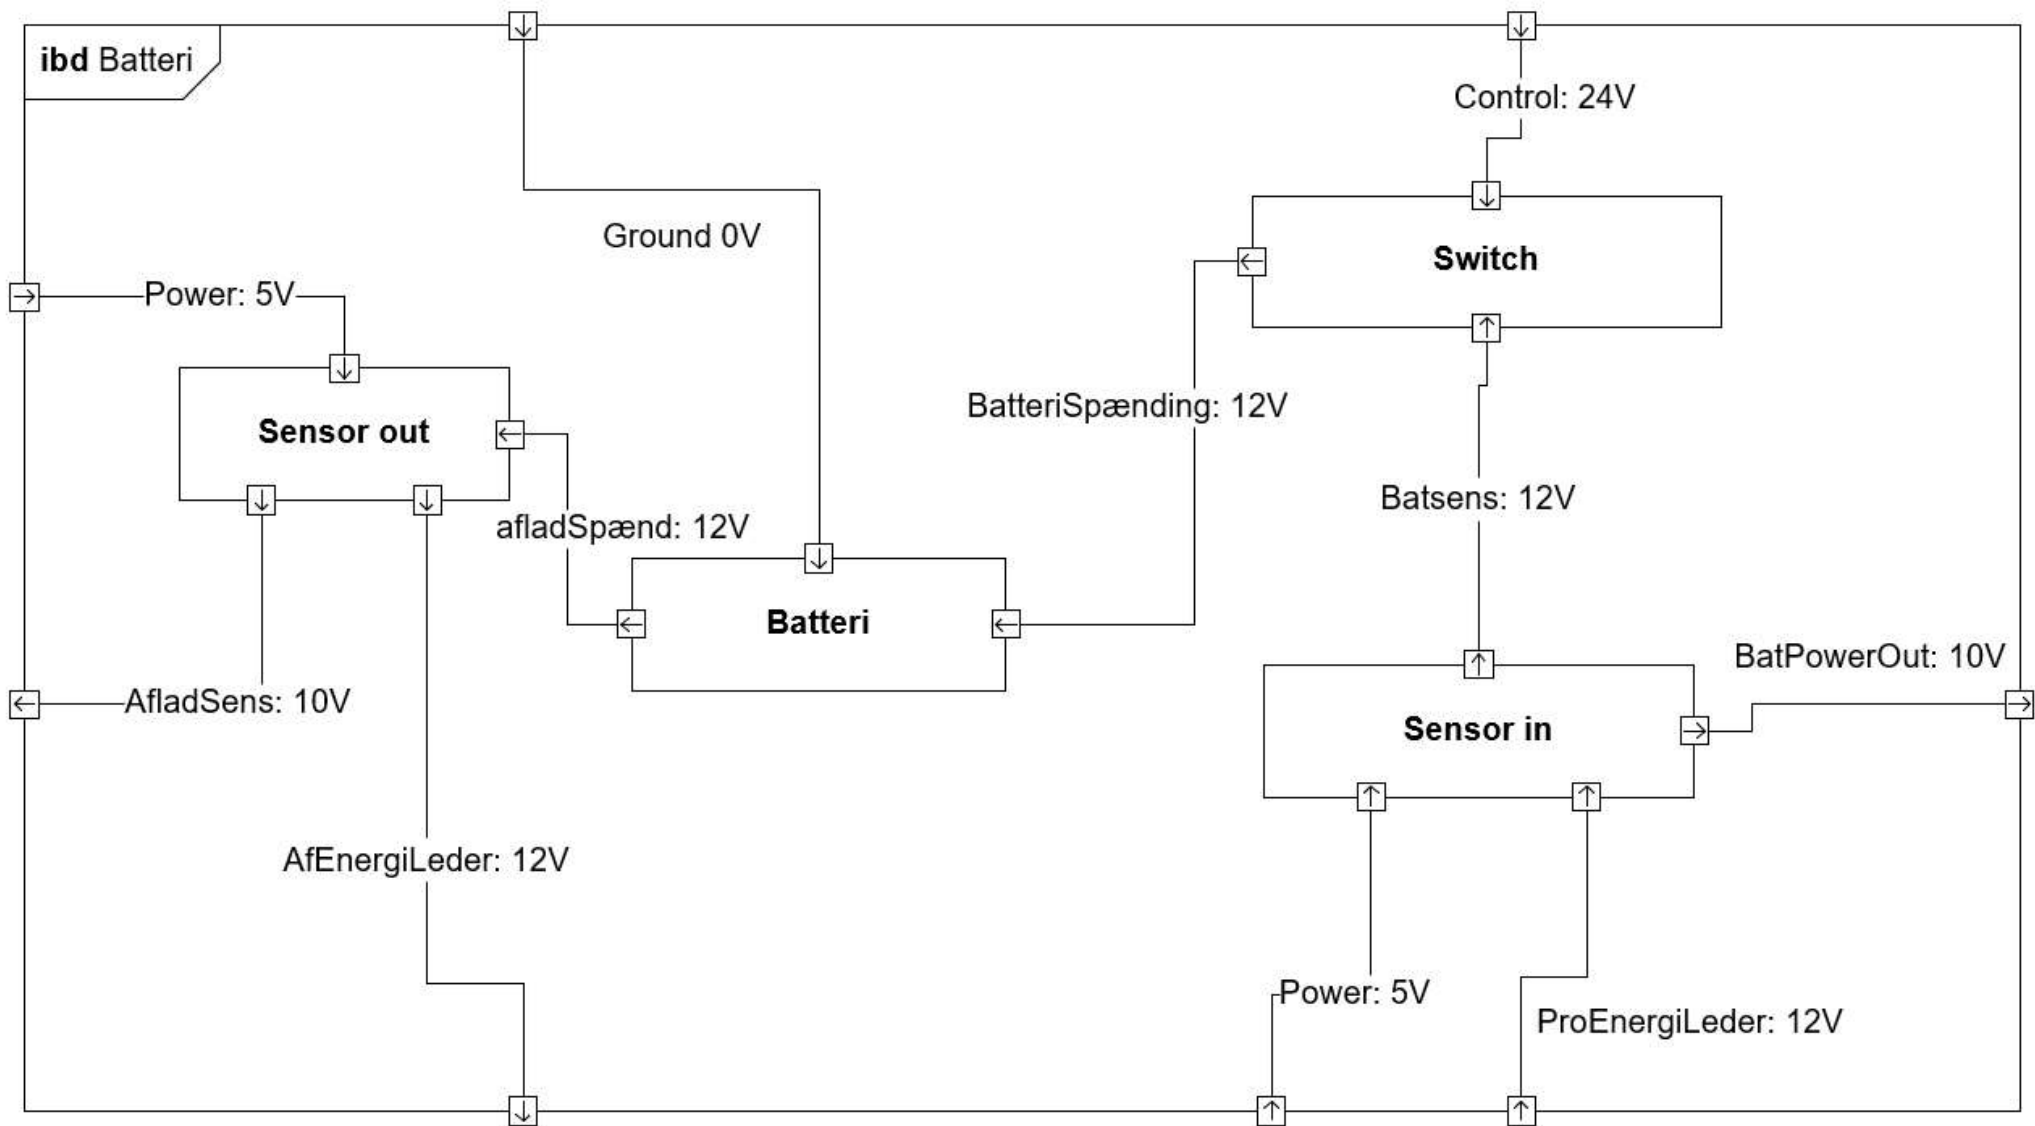 ibd Batteri
Control: 24V
Ground 0V
Switch
Power: 5V
BatteriSpænding: 12V
Sensor out
Batsens: 12V
afladSpænd: 12V
Batteri
BatPowerOut: 10V
AfladSens: 10V
Sensor in
AfEnergiLeder: 12V
Power: 5V
ProEnergiLeder: 12V